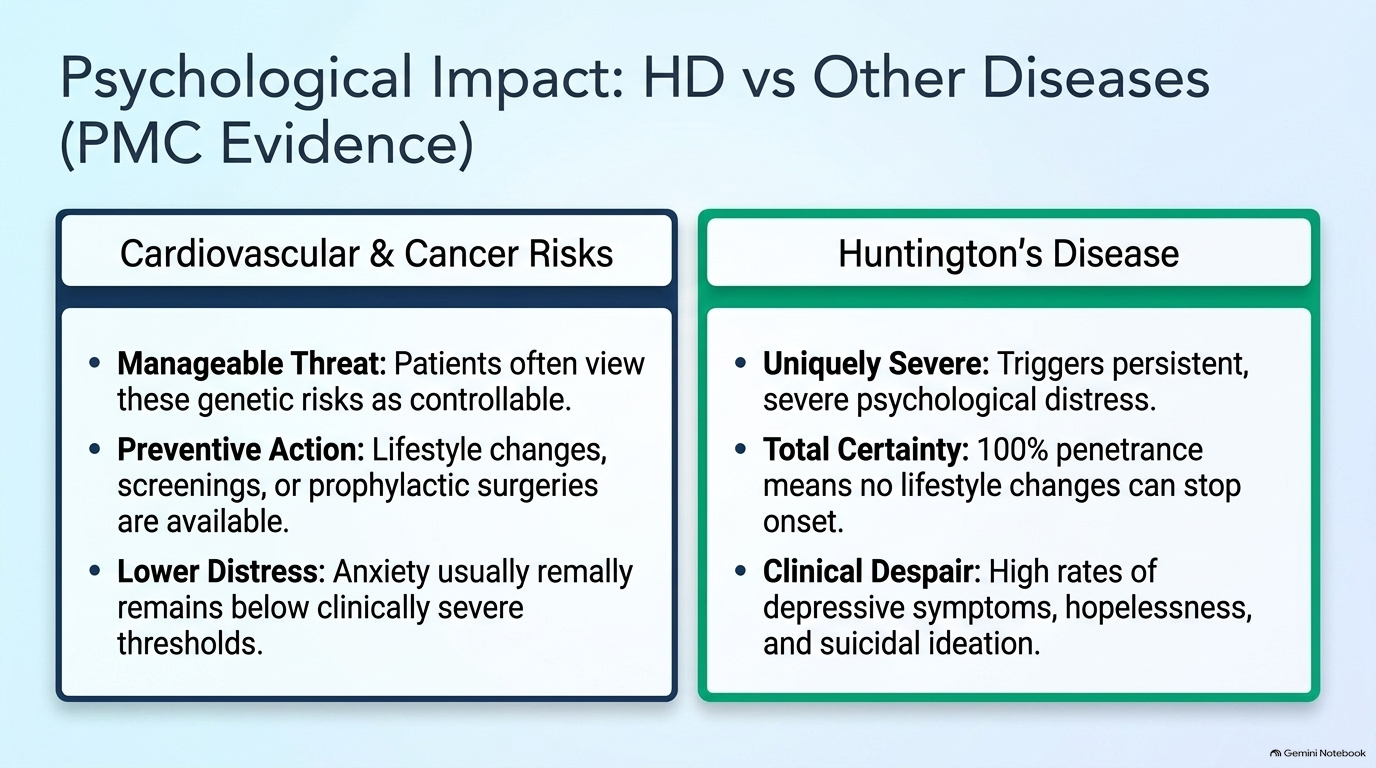 Psychological Impact: HD vs Other Diseases
(PMC Evidence)
Cardiovascular & Cancer Risks
• Manageable Threat: Patients often view
these genetic risks as controllable.
• Preventive Action: Lifestyle changes,
screenings, or prophylactic surgeries
are available.
• Lower Distress: Anxiety usually remally
remains below clinically severe
thresholds.
Huntington's Disease
• Uniquely Severe: Triggers persistent,
severe psychological distress.
• Total Certainty: 100% penetrance
means no lifestyle changes can stop
onset.
• Clinical Despair: High rates of
depressive symptoms, hopelessness,
and suicidal ideation.
Gemini Notebook